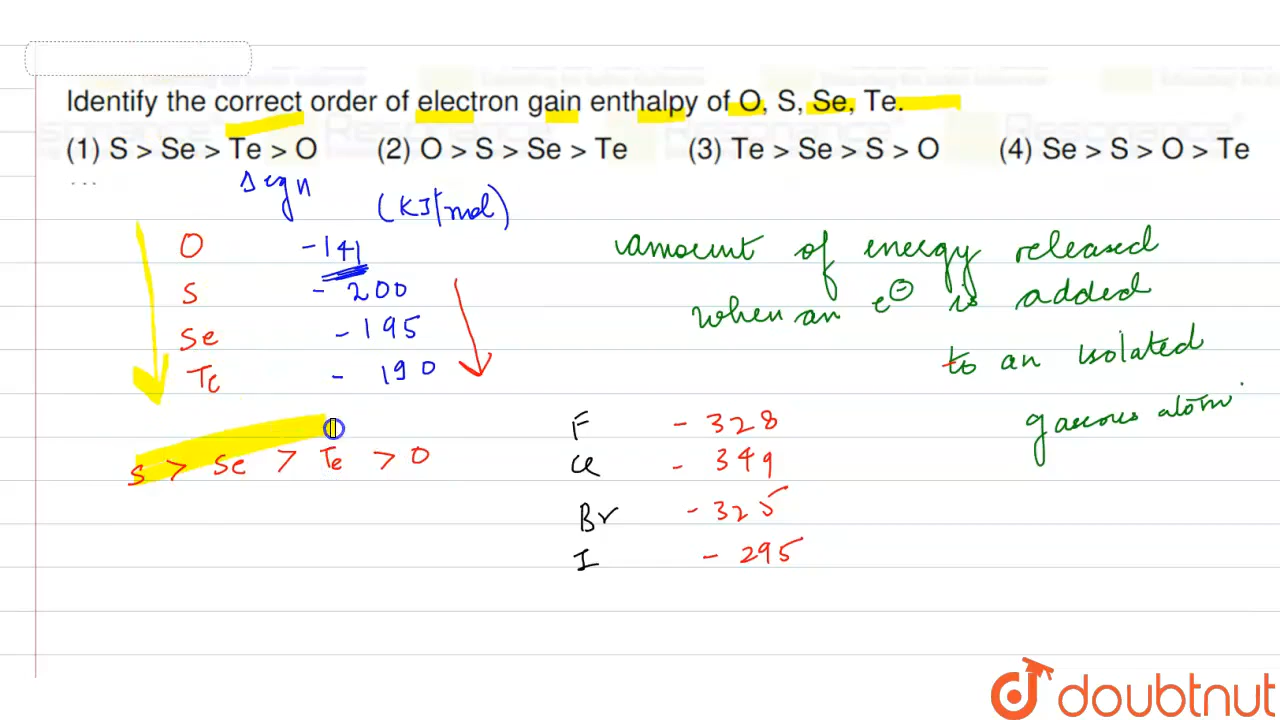 Identify the correct order of electron gain enthalpy of O, S, Se, Te.
(1) S > Se > Te > O (2) O > S > Se > Te (3) Te > Se > S > O (4) Se > S > O > Te
...
Δegn (KJ/mol)
O -141
S - 200
Se - 195
Te - 190
S > Se > Te > O
amount of energy released
when an e⊖ is added
to an isolated
gaseous atom.
F - 328
Cl - 349
Br - 325
I - 295
doubtnut